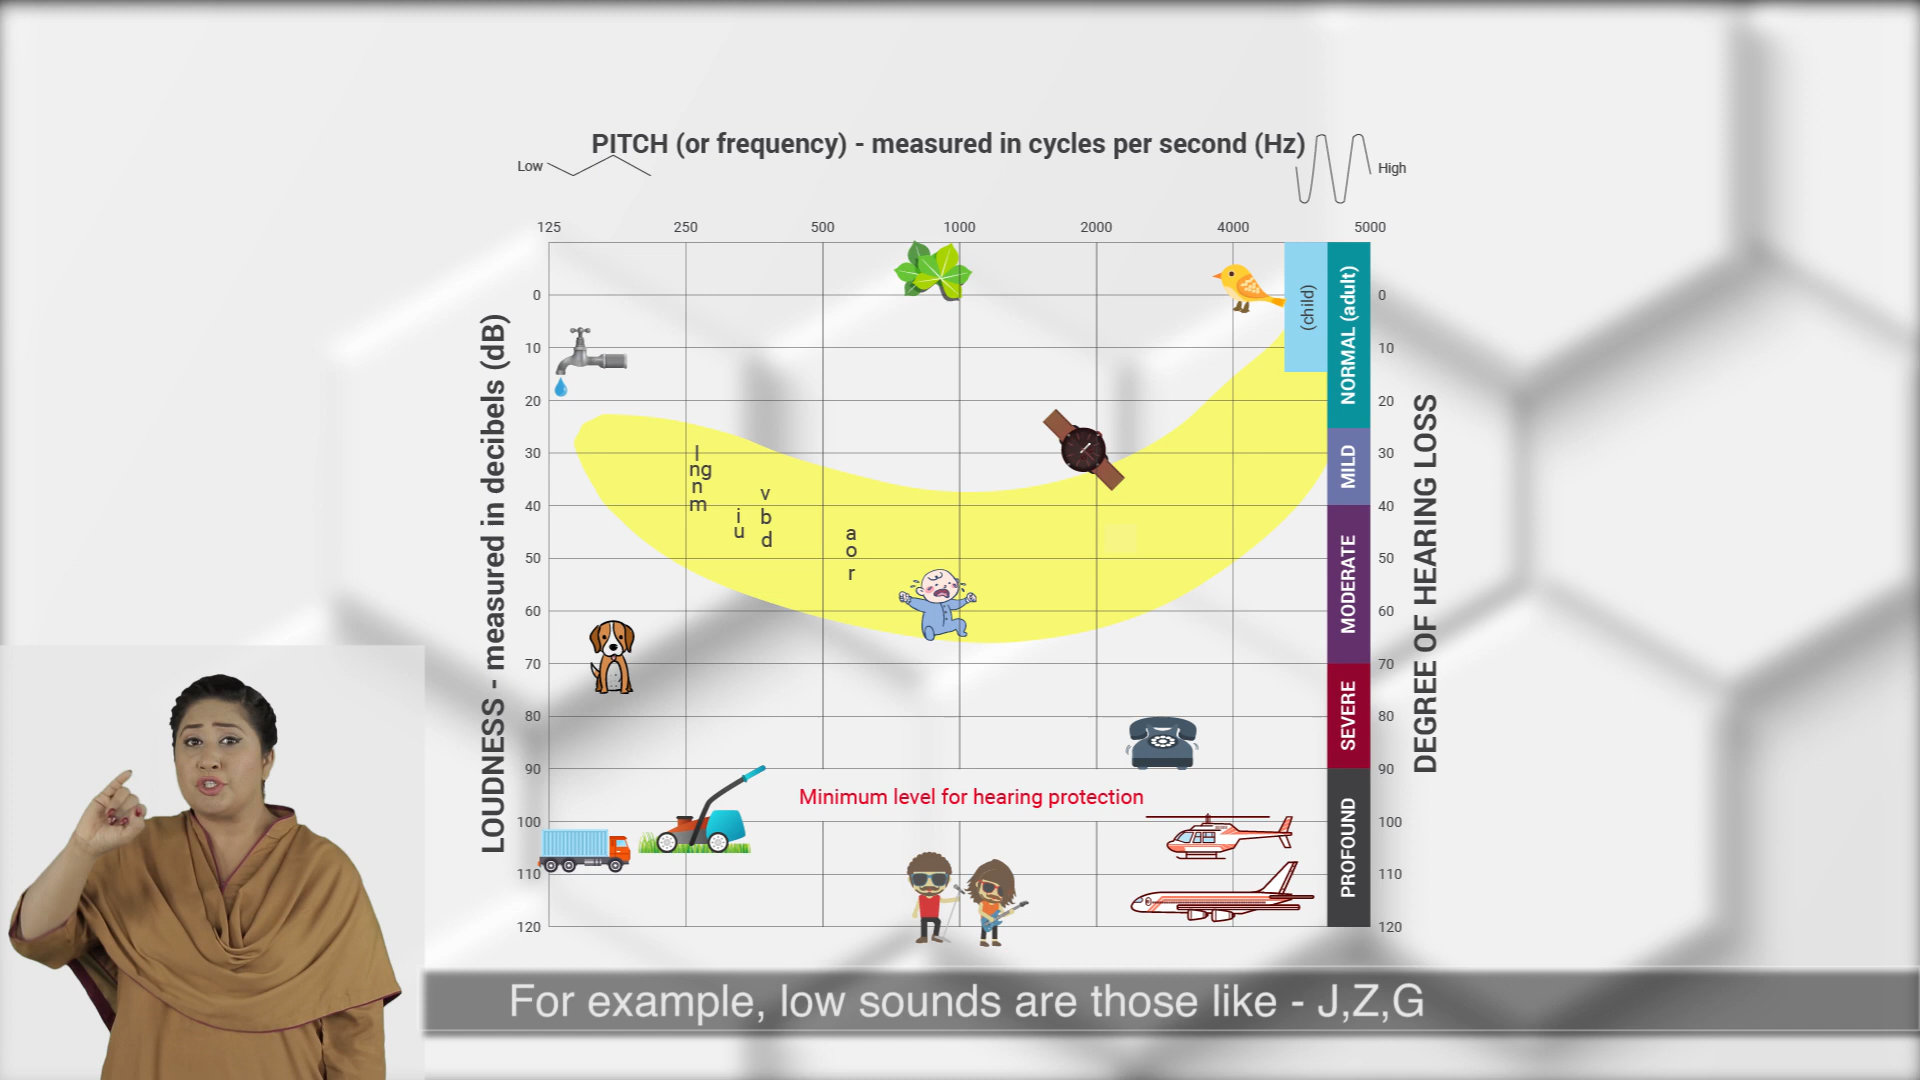 PITCH (or frequency) - measured in cycles per second (Hz)
Low
High
125 250 500 1000 2000 4000 5000
LOUDNESS - measured in decibels (dB)
0
10
20
30
40
50
60
70
80
90
100
110
120
l
ng
n
m
i
u
v
b
d
a
o
r
Minimum level for hearing protection
(child)
NORMAL (adult)
MILD
MODERATE
SEVERE
PROFOUND
0
10
20
30
40
50
60
70
80
90
100
110
120
DEGREE OF HEARING LOSS
For example, low sounds are those like - J,Z,G